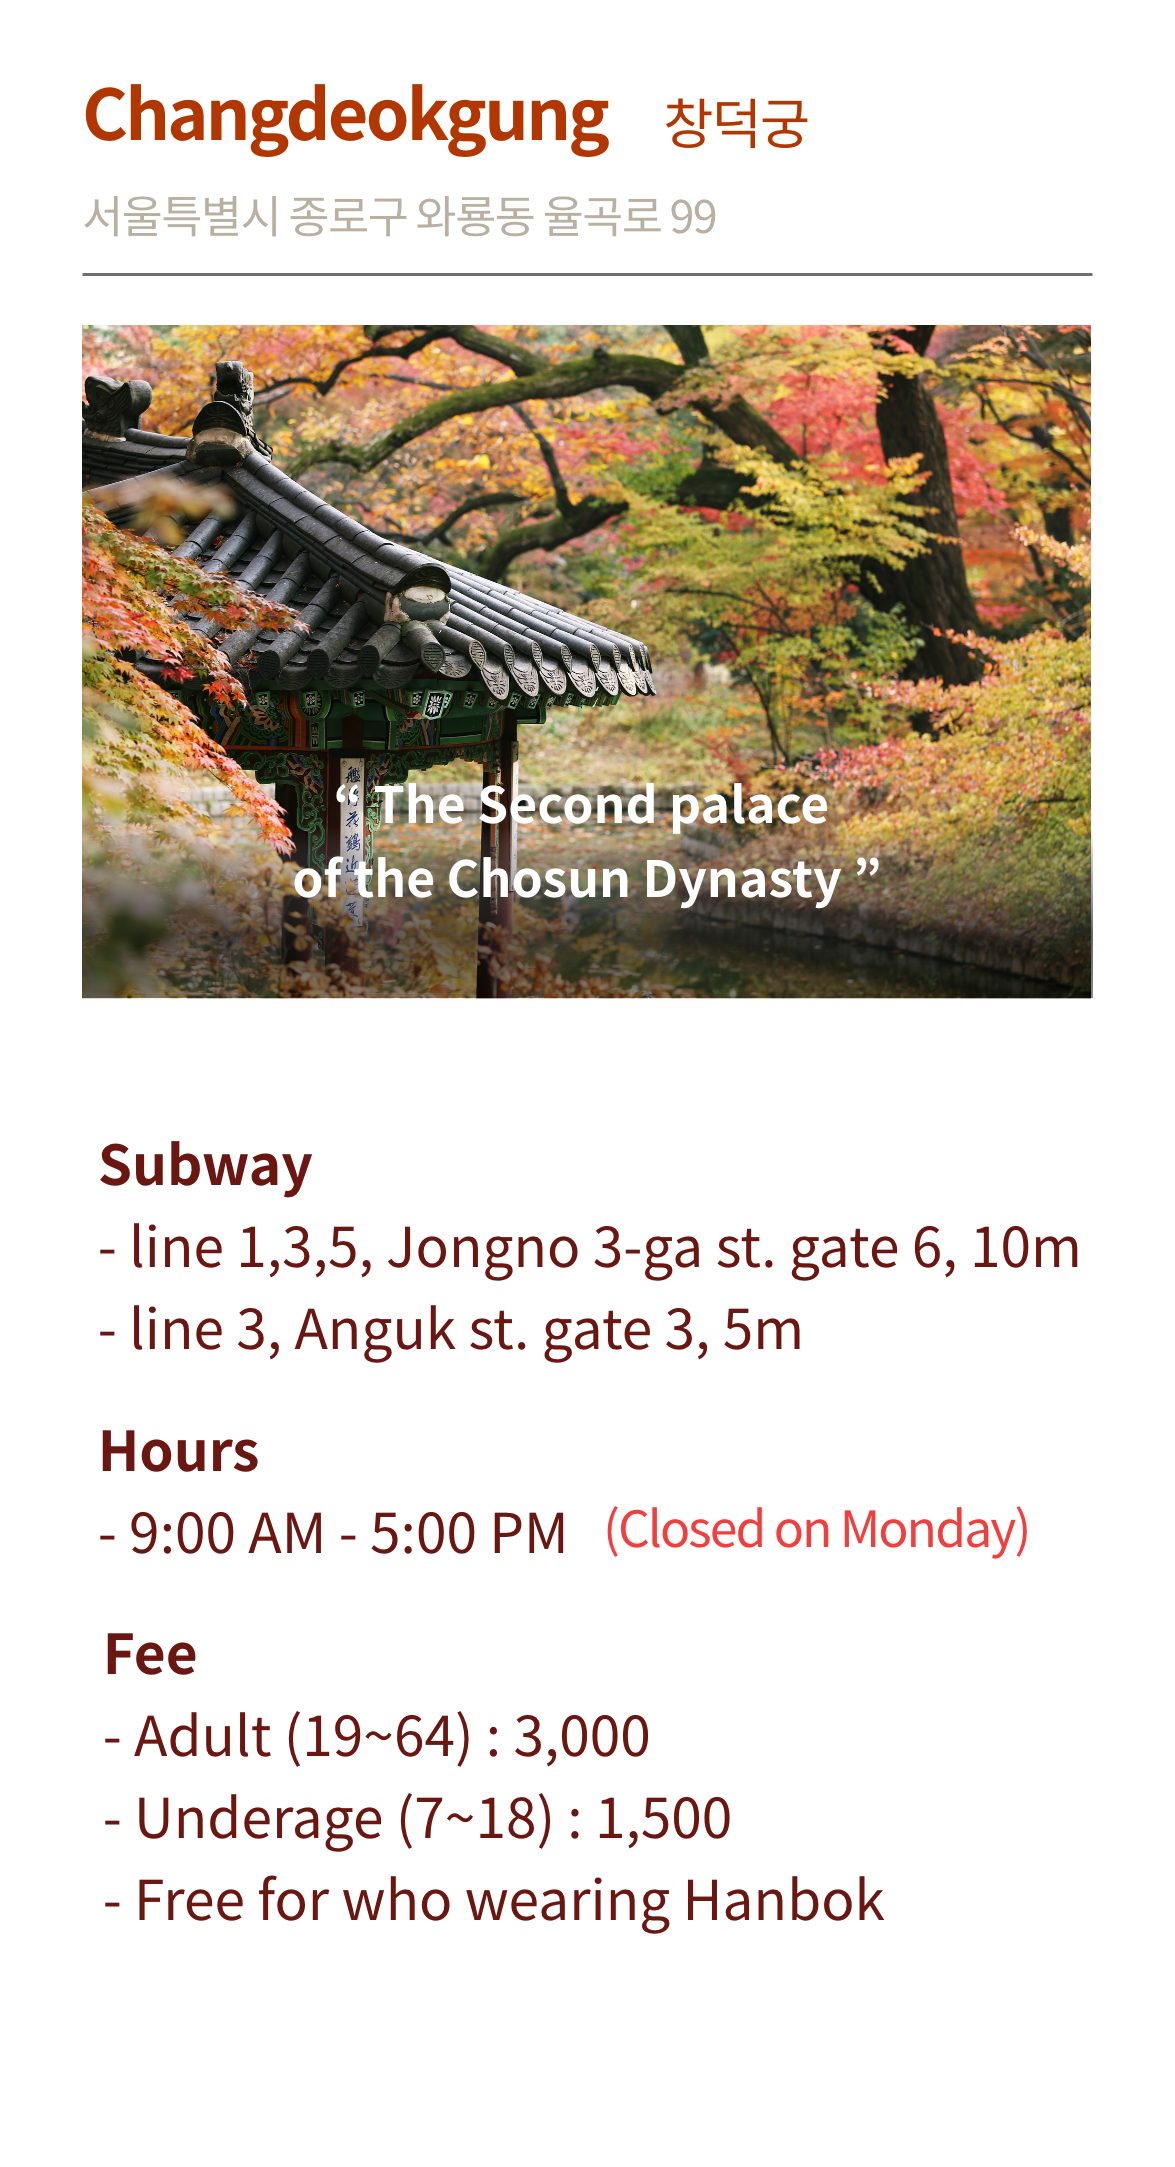 Changdeokgung 창덕궁
서울특별시 종로구 와룡동 율곡로 99
“ The Second palace
of the Chosun Dynasty ”
Subway
- line 1,3,5, Jongno 3-ga st. gate 6, 10m
- line 3, Anguk st. gate 3, 5m
Hours
- 9:00 AM - 5:00 PM (Closed on Monday)
Fee
- Adult (19~64) : 3,000
- Underage (7~18) : 1,500
- Free for who wearing Hanbok